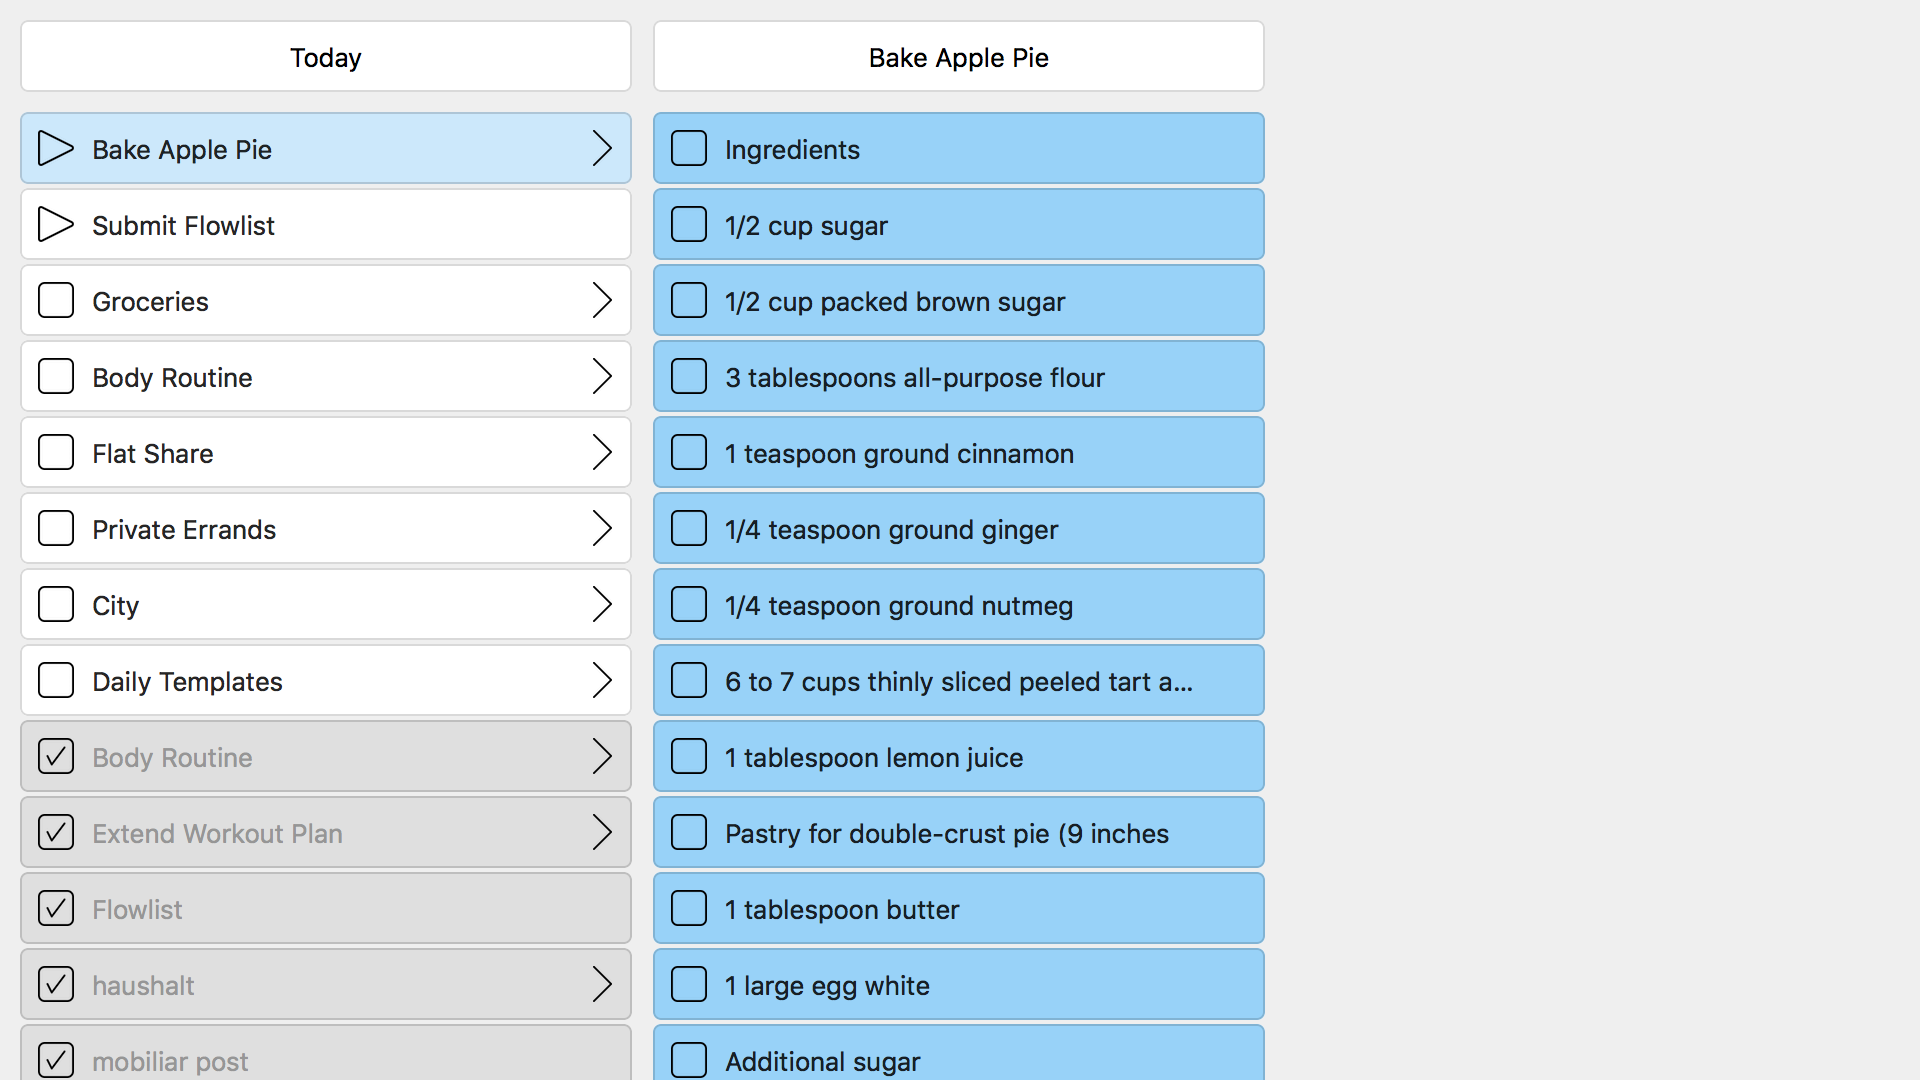 Today
Bake Apple Pie
Submit Flowlist
Groceries
Body Routine
Flat Share
Private Errands
City
Daily Templates
Body Routine
Extend Workout Plan
Flowlist
haushalt
mobiliar post
Bake Apple Pie
Ingredients
1/2 cup sugar
1/2 cup packed brown sugar
3 tablespoons all-purpose flour
1 teaspoon ground cinnamon
1/4 teaspoon ground ginger
1/4 teaspoon ground nutmeg
6 to 7 cups thinly sliced peeled tart a...
1 tablespoon lemon juice
Pastry for double-crust pie (9 inches
1 tablespoon butter
1 large egg white
Additional sugar